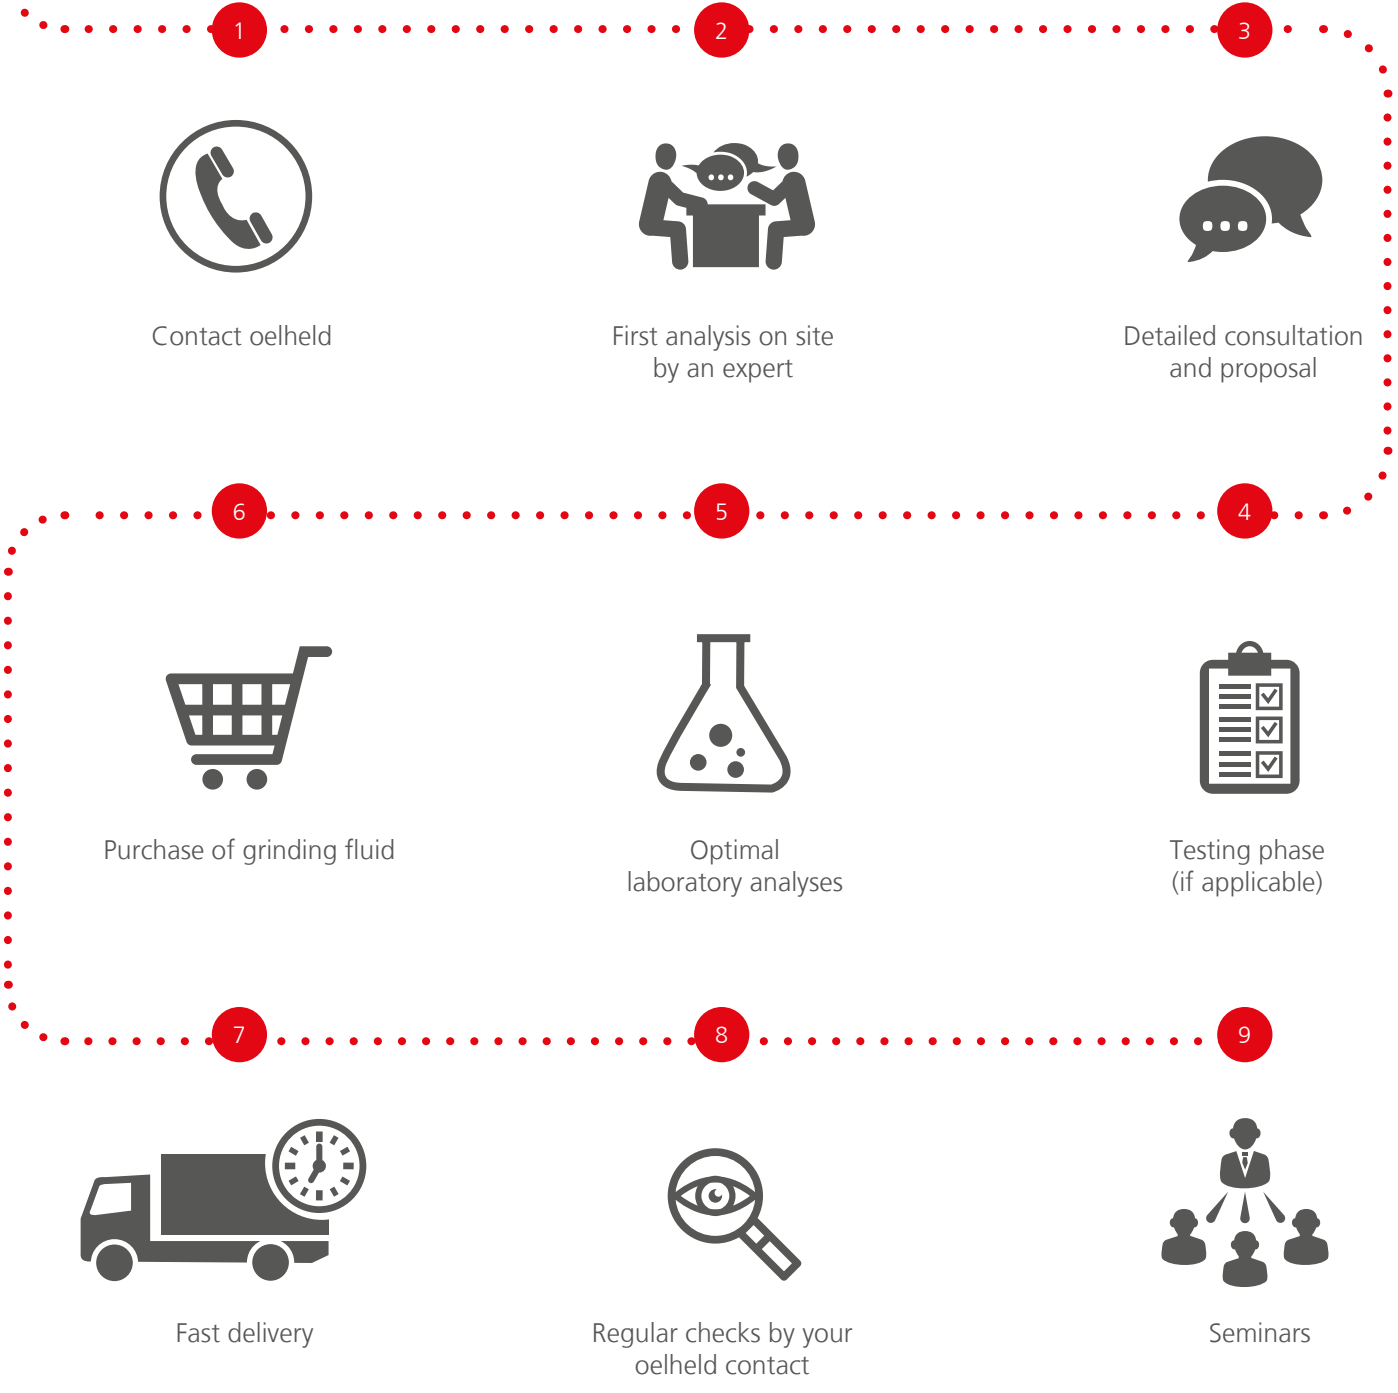 1
2
3
Contact oelheld
First analysis on site
by an expert
Detailed consultation
and proposal
6
5
4
Purchase of grinding fluid
Optimal
laboratory analyses
Testing phase
(if applicable)
7
8
9
Fast delivery
Regular checks by your
oelheld contact
Seminars